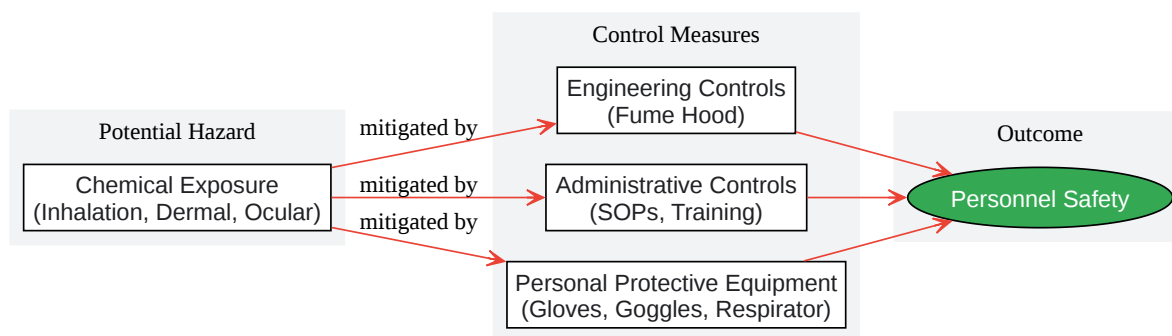 Potential Hazard
Chemical Exposure
(Inhalation, Dermal, Ocular)
mitigated by
mitigated by
mitigated by
Control Measures
Engineering Controls
(Fume Hood)
Administrative Controls
(SOPs, Training)
Personal Protective Equipment
(Gloves, Goggles, Respirator)
Outcome
Personnel Safety